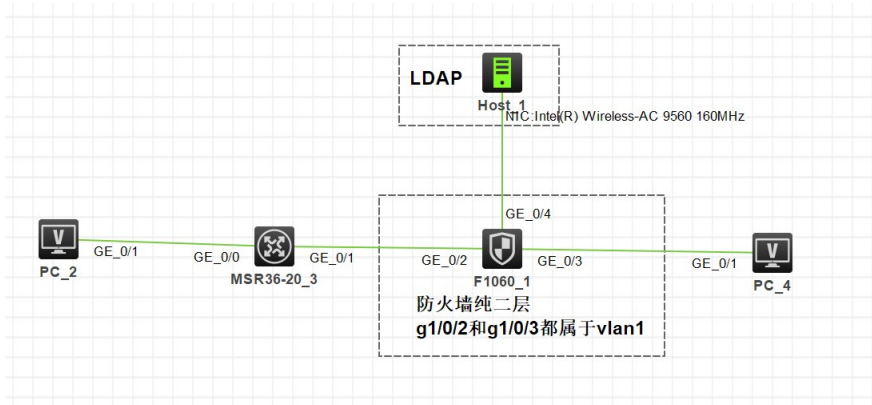 LDAP
Host_1
NIC:Intel(R) Wireless-AC 9560 160MHz
GE_0/4
PC_2
GE_0/1
GE_0/0
MSR36-20_3
GE_0/1
GE_0/2
F1060_1
GE_0/3
GE_0/1
PC_4
防火墙纯二层
g1/0/2和g1/0/3都属于vlan1